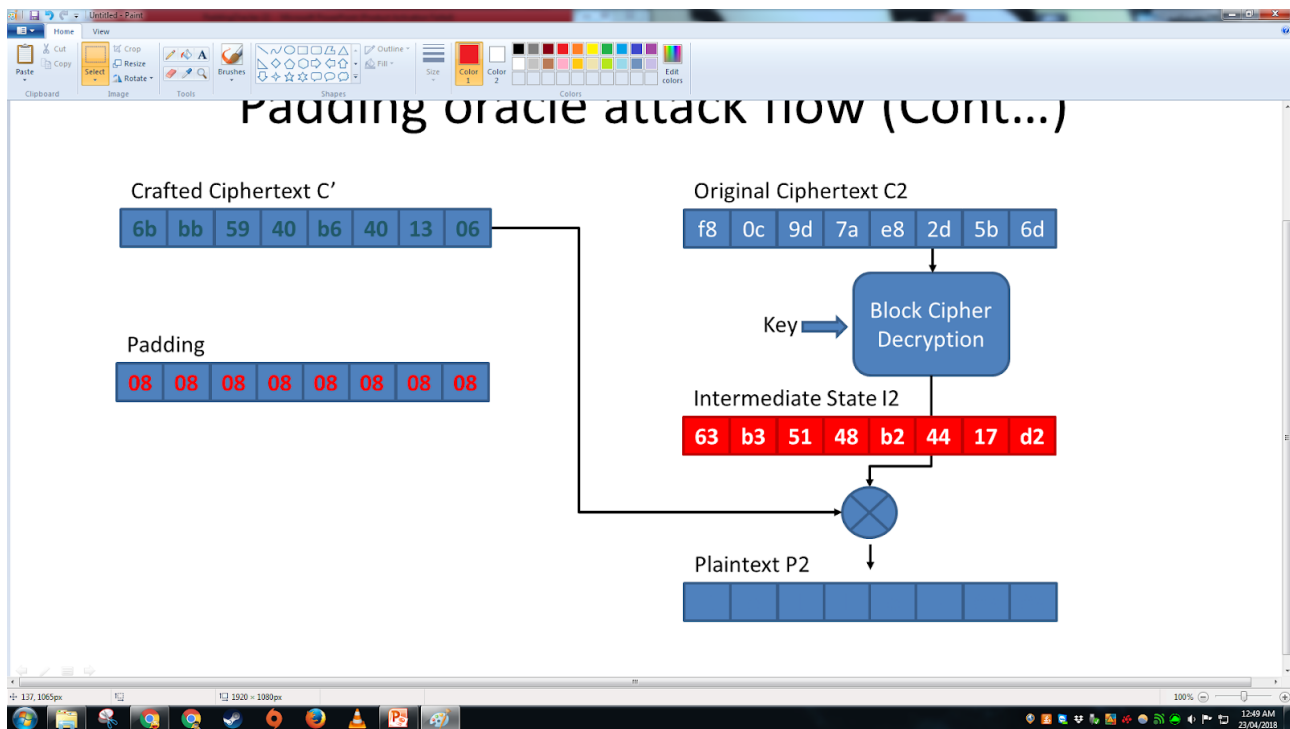 Untitled - Paint
Home View
Paste
Cut
Copy
Clipboard
Select
Crop
Resize
Rotate
Image
Tools
Brushes
Shapes
Outline
Fill
Size
Color 1
Color 2
Edit colors
Colors
Padding oracle attack flow (Cont...)
Crafted Ciphertext C'
6b bb 59 40 b6 40 13 06
Original Ciphertext C2
f8 0c 9d 7a e8 2d 5b 6d
Key
Block Cipher
Decryption
Padding
08 08 08 08 08 08 08 08
Intermediate State I2
63 b3 51 48 b2 44 17 d2
Plaintext P2
137, 1065px
1920 × 1080px
100%
12:49 AM
23/04/2018